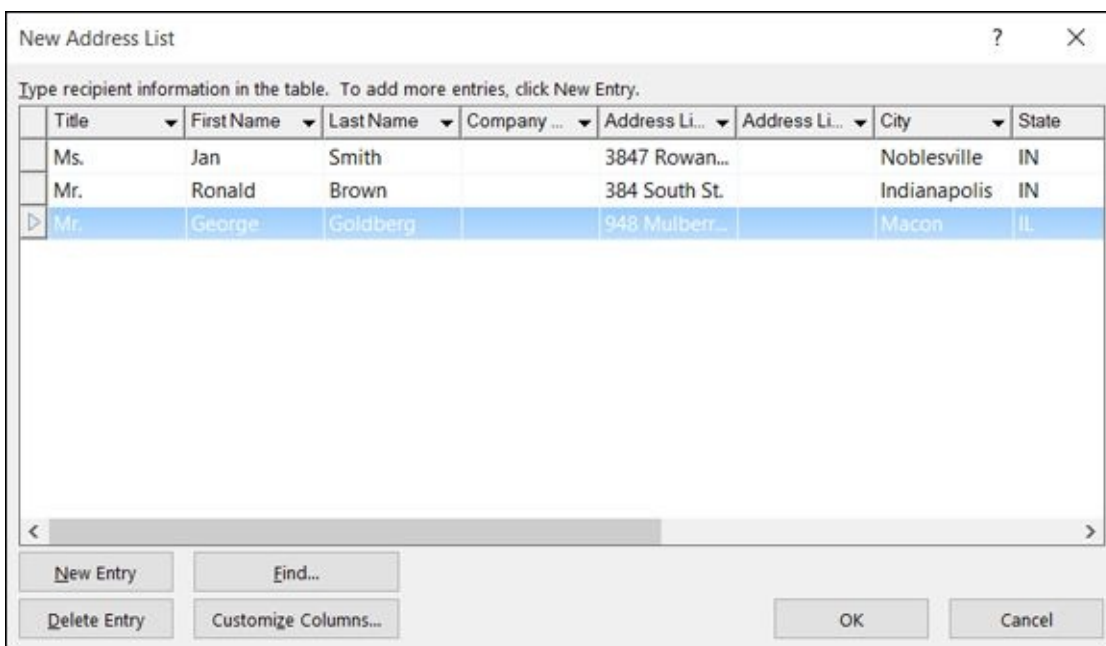 New Address List ? ×
Type recipient information in the table. To add more entries, click New Entry.
Title First Name Last Name Company ... Address Li... Address Li... City State
Ms. Jan Smith 3847 Rowan... Noblesville IN
Mr. Ronald Brown 384 South St. Indianapolis IN
Mr. George Goldberg 948 Mulberr... Macon IL
New Entry Find...
Delete Entry Customize Columns... OK Cancel